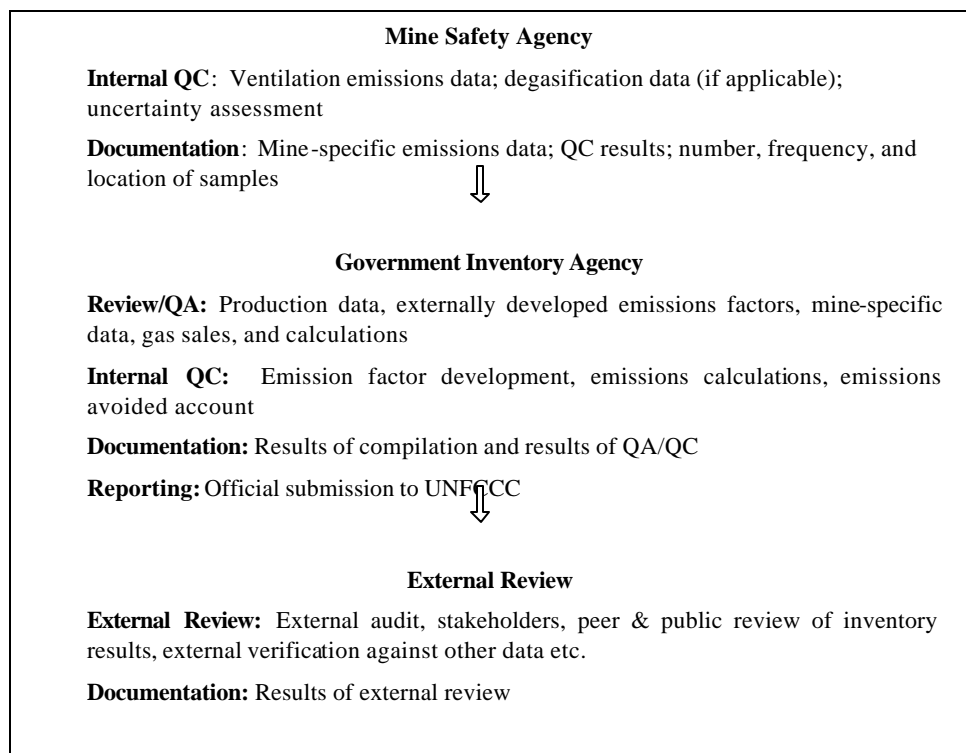 Mine Safety Agency
Internal QC: Ventilation emissions data; degasification data (if applicable);
uncertainty assessment
Documentation: Mine-specific emissions data; QC results; number, frequency, and
location of samples
Government Inventory Agency
Review/QA: Production data, externally developed emissions factors, mine-specific
data, gas sales, and calculations
Internal QC: Emission factor development, emissions calculations, emissions
avoided account
Documentation: Results of compilation and results of QA/QC
Reporting: Official submission to UNFCCC
External Review
External Review: External audit, stakeholders, peer & public review of inventory
results, external verification against other data etc.
Documentation: Results of external review